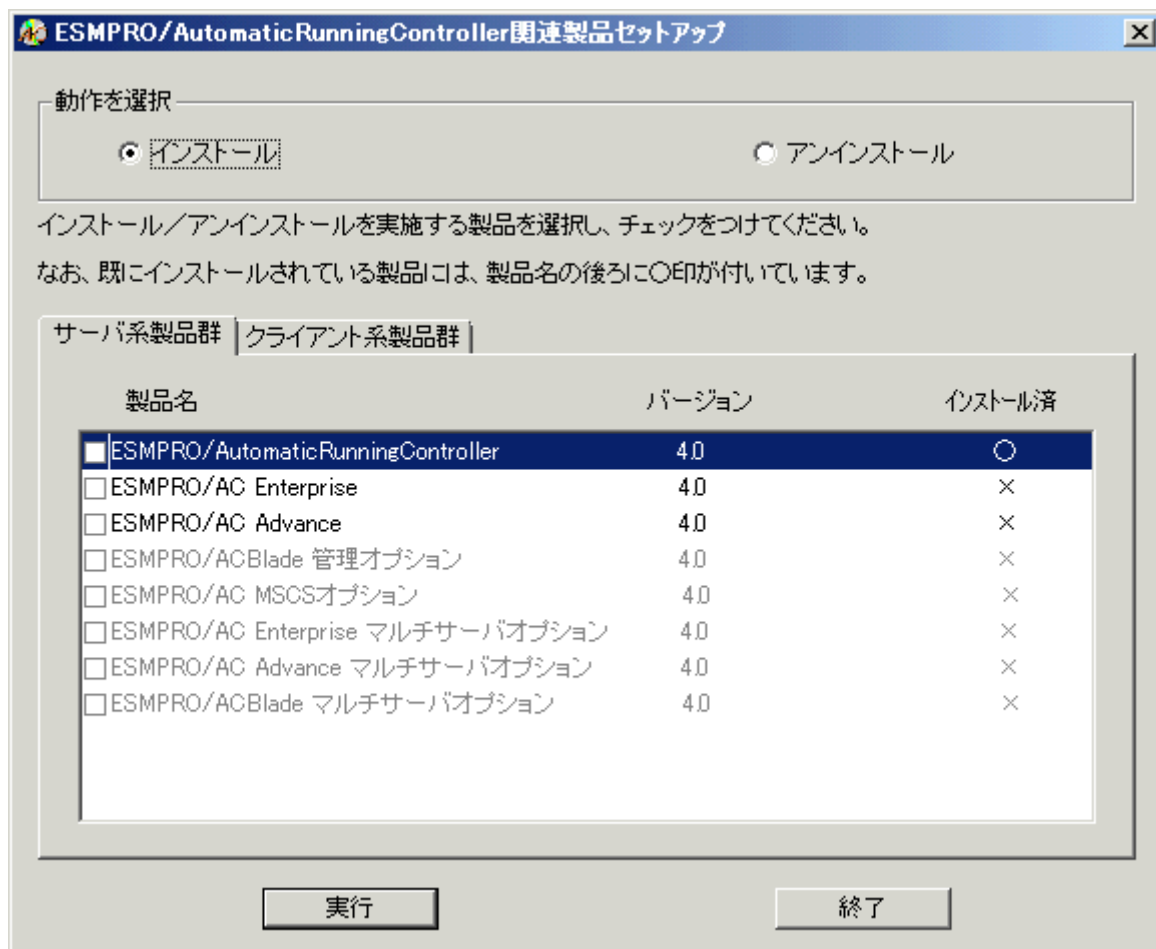 ESMPRO/AutomaticRunningController関連製品セットアップ
動作を選択
インストール アンインストール
インストール／アンインストールを実施する製品を選択し、チェックをつけてください。
なお、既にインストールされている製品には、製品名の後ろに〇印が付いています。
サーバ系製品群 クライアント系製品群
製品名 バージョン インストール済
ESMPRO/AutomaticRunningController 4.0 ○
ESMPRO/AC Enterprise 4.0 ×
ESMPRO/AC Advance 4.0 ×
ESMPRO/ACBlade 管理オプション 4.0 ×
ESMPRO/AC MSCSオプション 4.0 ×
ESMPRO/AC Enterprise マルチサーバオプション 4.0 ×
ESMPRO/AC Advance マルチサーバオプション 4.0 ×
ESMPRO/ACBlade マルチサーバオプション 4.0 ×
実行 終了